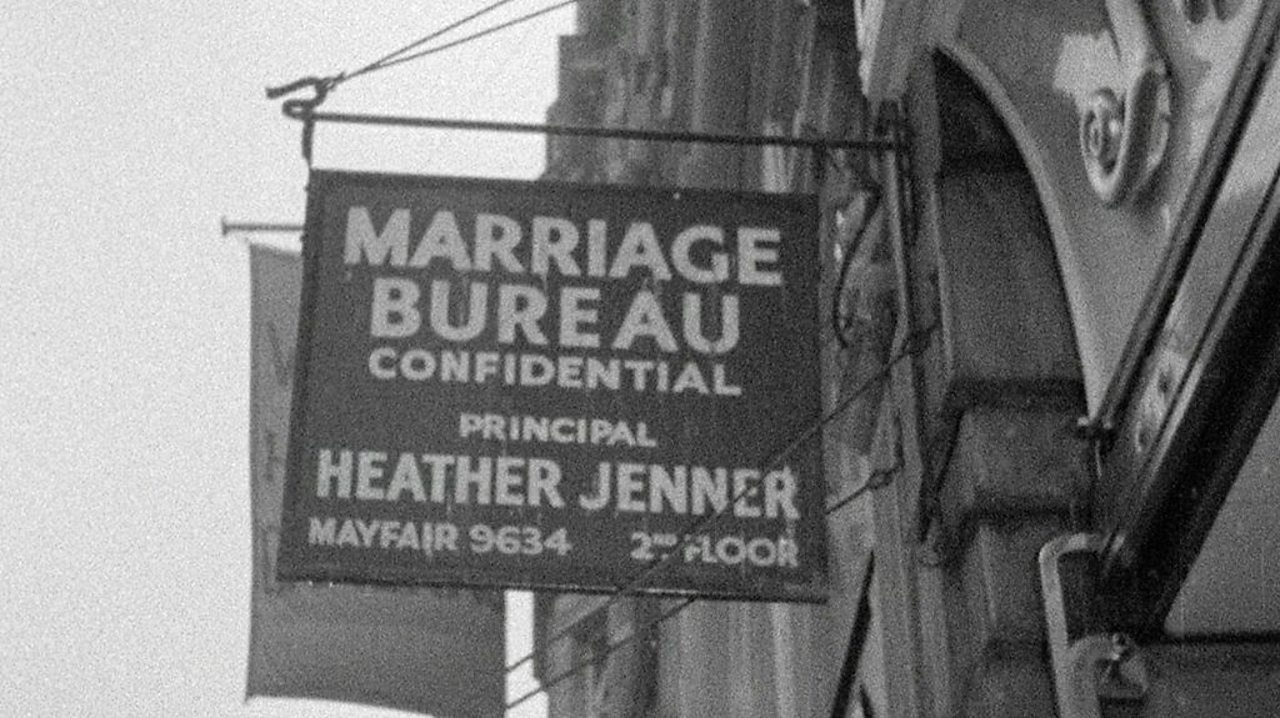 MARRIAGE
BUREAU
CONFIDENTIAL
PRINCIPAL
HEATHER JENNER
MAYFAIR 9634 2ND FLOOR